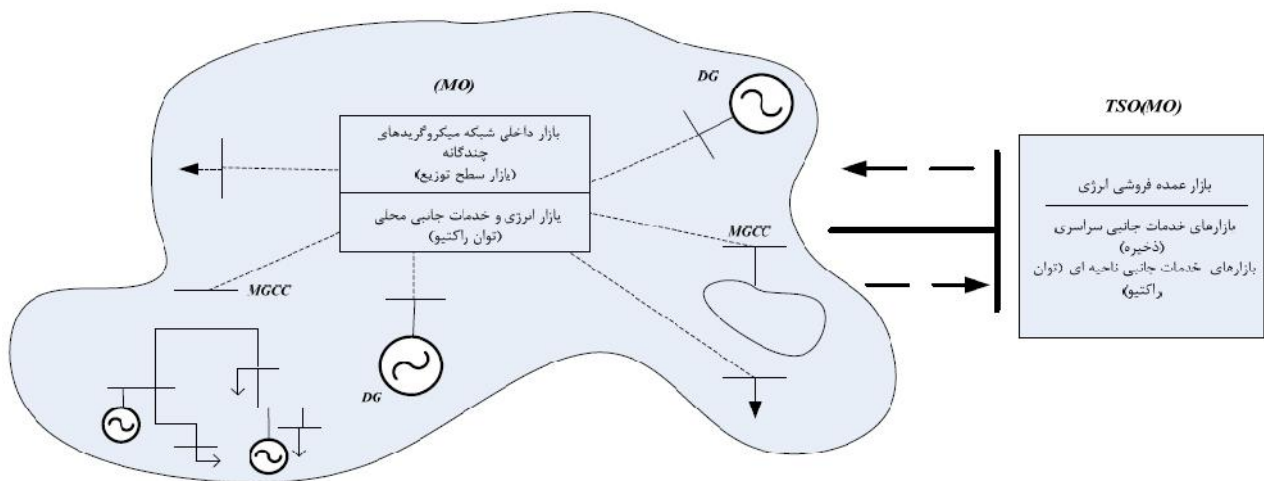 (MO)
بازار داخلی شبکه میکروگریدهای
چندگانه
(بازار سطح توزیع)
بازار انرژی و خدمات جانبی محلی
(توان راکتیو)
DG
MGCC
MGCC
DG
TSO(MO)
بازار عمده فروشی انرژی
بازارهای خدمات جانبی سراسری
(ذخیره)
بازارهای خدمات جانبی ناحیه ای (توان
راکتیو)